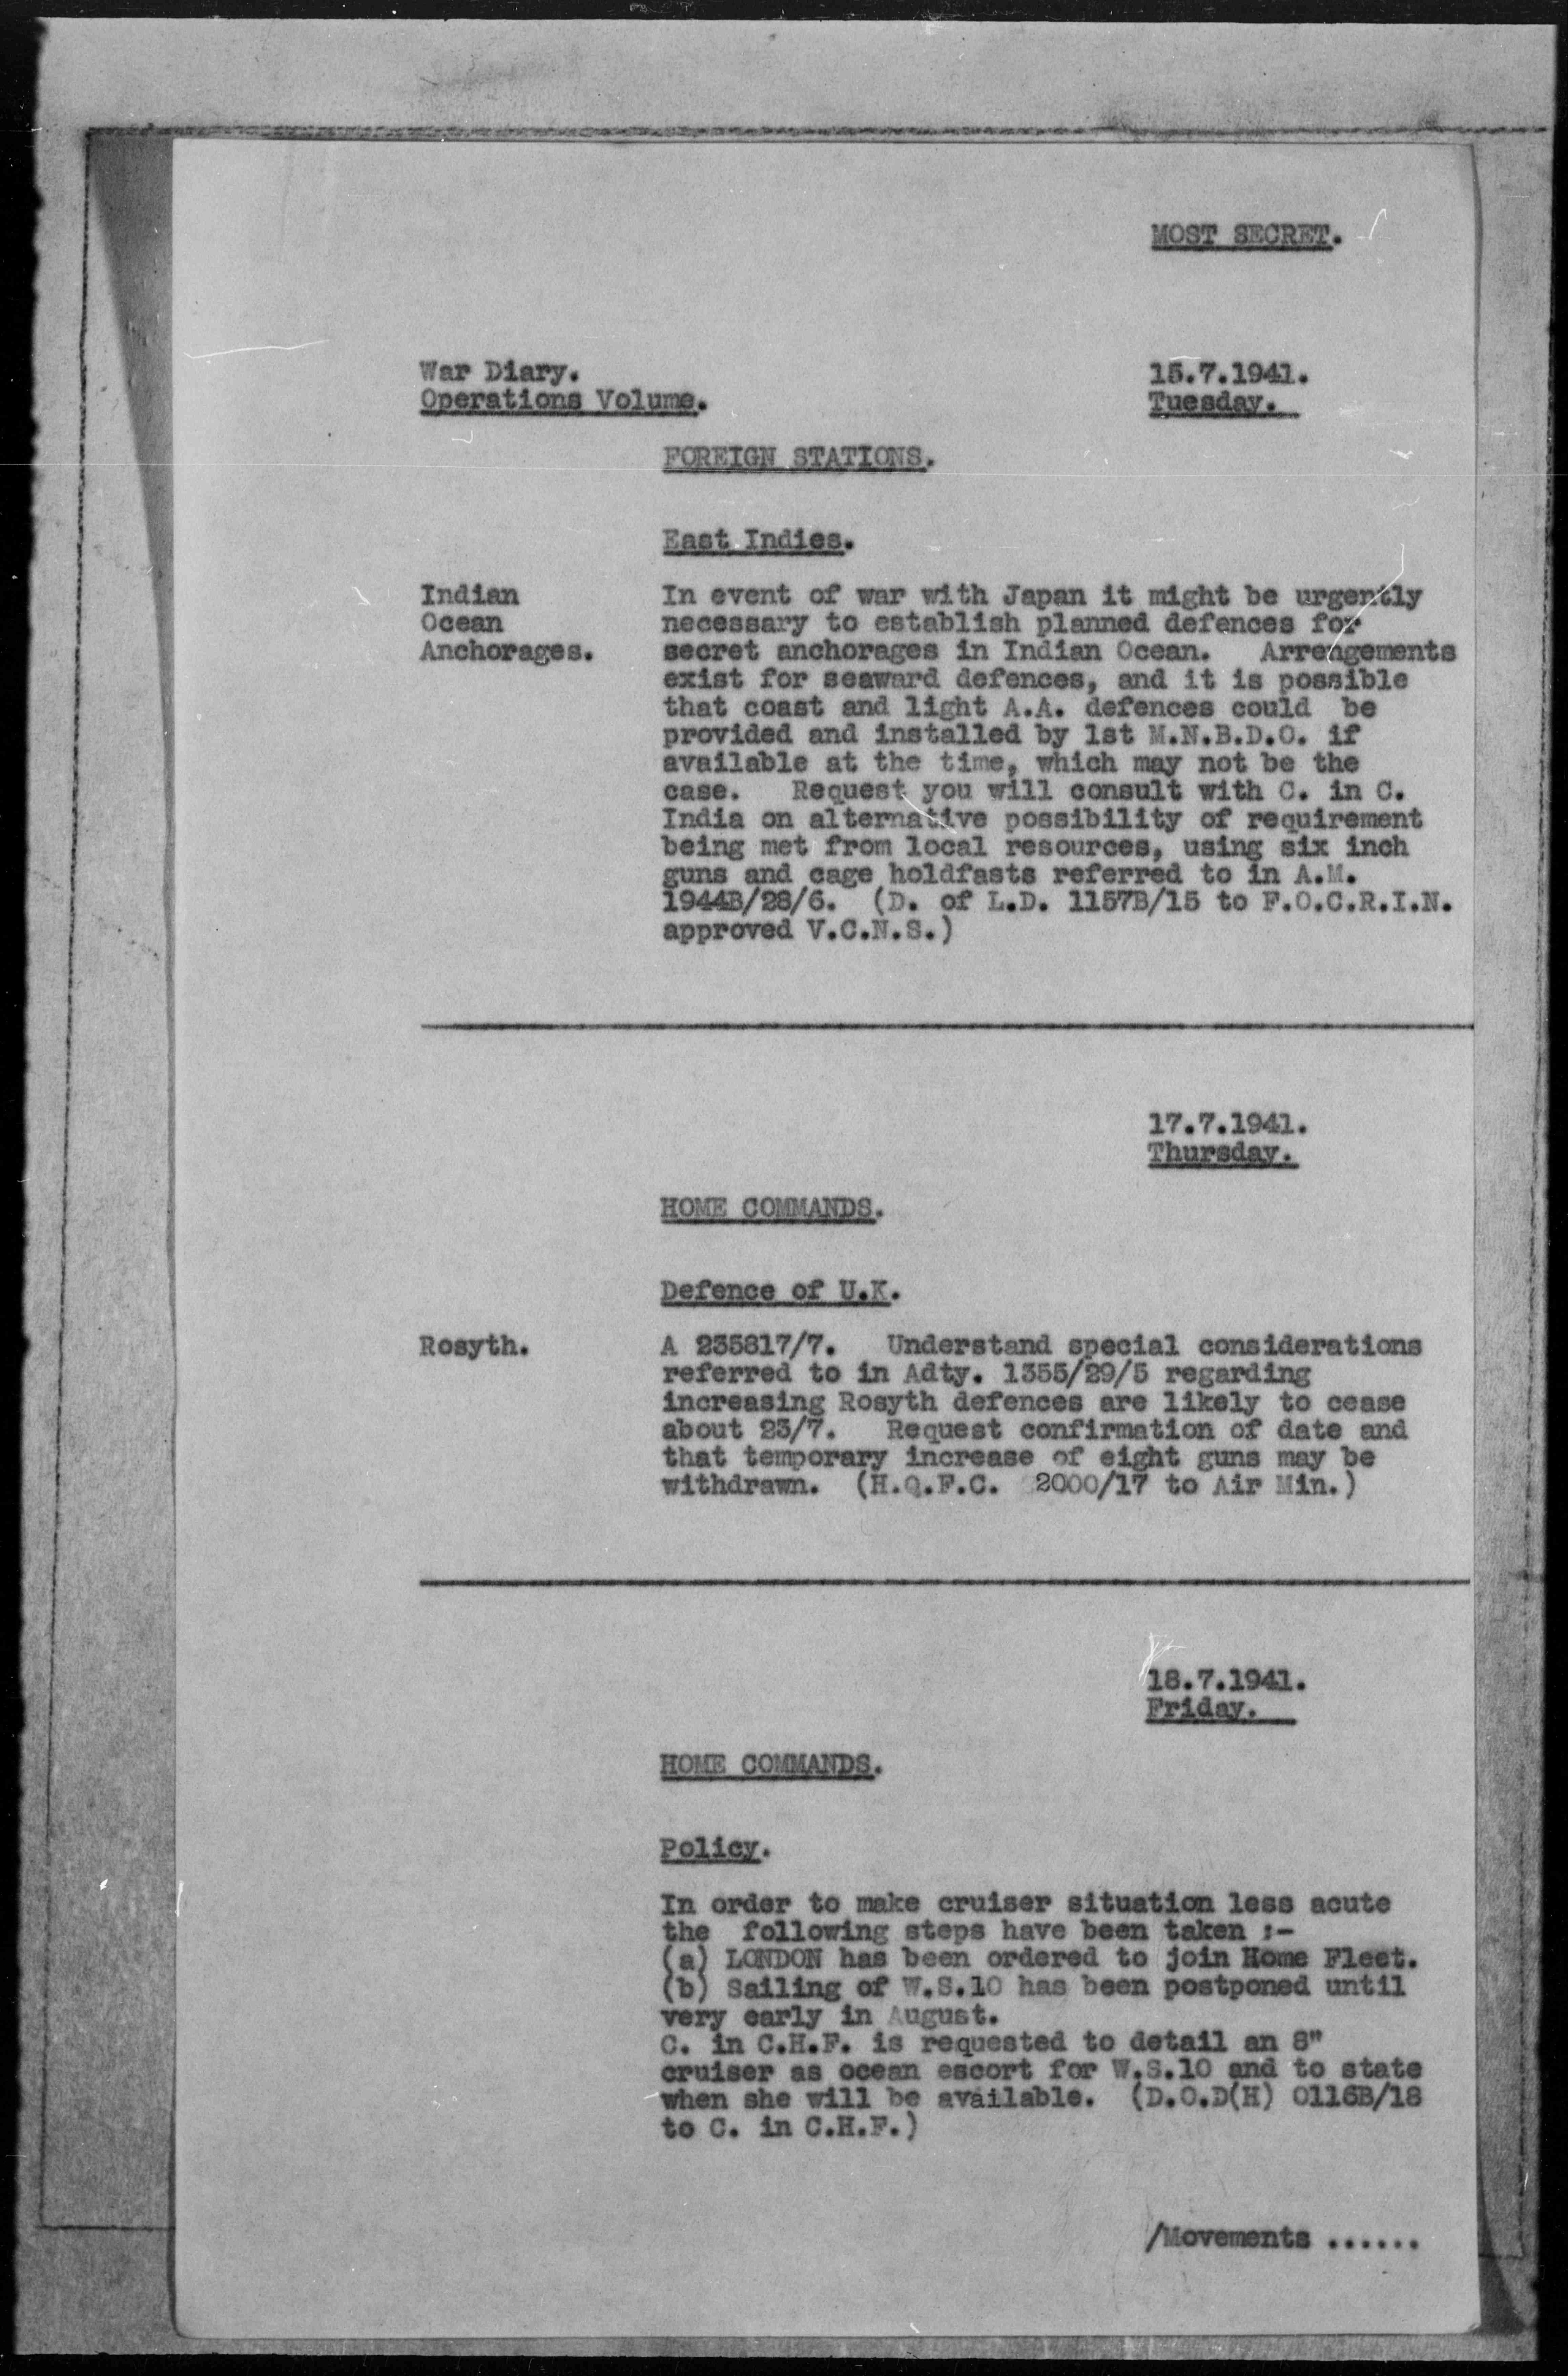 MOST SECRET.
War Diary.
Operations Volume.
15.7.1941.
Tuesday.
FOREIGN STATIONS.
East Indies.
Indian
Ocean
Anchorages.
In event of war with Japan it might be urgently
necessary to establish planned defences for
secret anchorages in Indian Ocean. Arrengements
exist for seaward defences, and it is possible
that coast and light A.A. defences could be
provided and installed by 1st M.N.B.D.O. if
available at the time, which may not be the
case. Request you will consult with C. in C.
India on alternative possibility of requirement
being met from local resources, using six inch
guns and cage holdfasts referred to in A.M.
1944B/28/6. (D. of L.D. 1157B/15 to F.O.C.R.I.N.
approved V.C.N.S.)
17.7.1941.
Thursday.
HOME COMMANDS.
Defence of U.K.
Rosyth.
A 235817/7. Understand special considerations
referred to in Adty. 1355/29/5 regarding
increasing Rosyth defences are likely to cease
about 23/7. Request confirmation of date and
that temporary increase of eight guns may be
withdrawn. (H.Q.F.C. 2000/17 to Air Min.)
18.7.1941.
Friday.
HOME COMMANDS.
Policy.
In order to make cruiser situation less acute
the following steps have been taken :-
(a) LONDON has been ordered to join Home Fleet.
(b) Sailing of W.S.10 has been postponed until
very early in August.
C. in C.H.F. is requested to detail an 8"
cruiser as ocean escort for W.S.10 and to state
when she will be available. (D.O.D(H) 0116B/18
to C. in C.H.F.)
/Movements ......